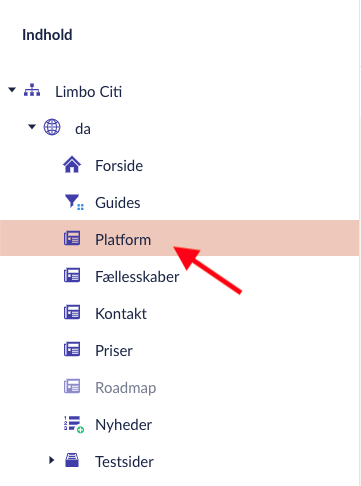 Indhold
Limbo Citi
da
Forside
Guides
Platform
Fællesskaber
Kontakt
Priser
Roadmap
Nyheder
Testsider